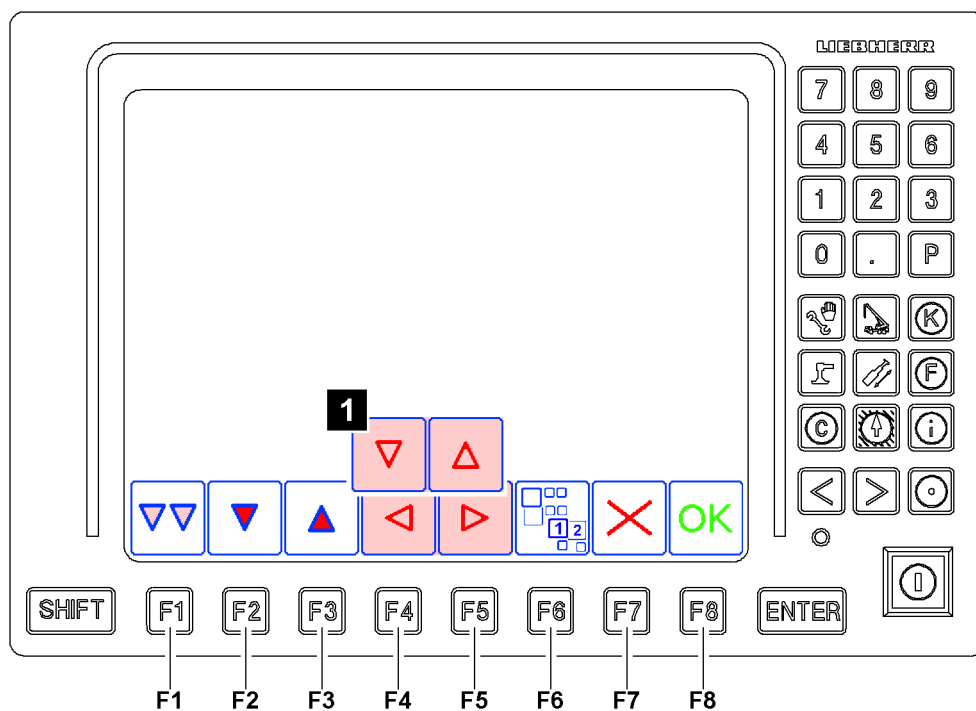 LIEBHERR
7 8 9
4 5 6
1 2 3
0 . P
K
F
C i
< >
1
1 2
OK
SHIFT F1 F2 F3 F4 F5 F6 F7 F8 ENTER
F1 F2 F3 F4 F5 F6 F7 F8